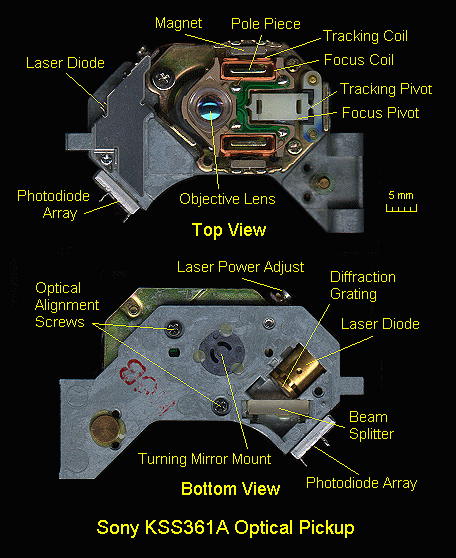 Magnet
Pole Piece
Tracking Coil
Focus Coil
Laser Diode
Tracking Pivot
Focus Pivot
Photodiode
Array
Objective Lens
5 mm
Top View
Laser Power Adjust
Diffraction
Grating
Optical
Alignment
Screws
Laser Diode
Beam
Splitter
Turning Mirror Mount
Photodiode Array
Bottom View
Sony KSS361A Optical Pickup